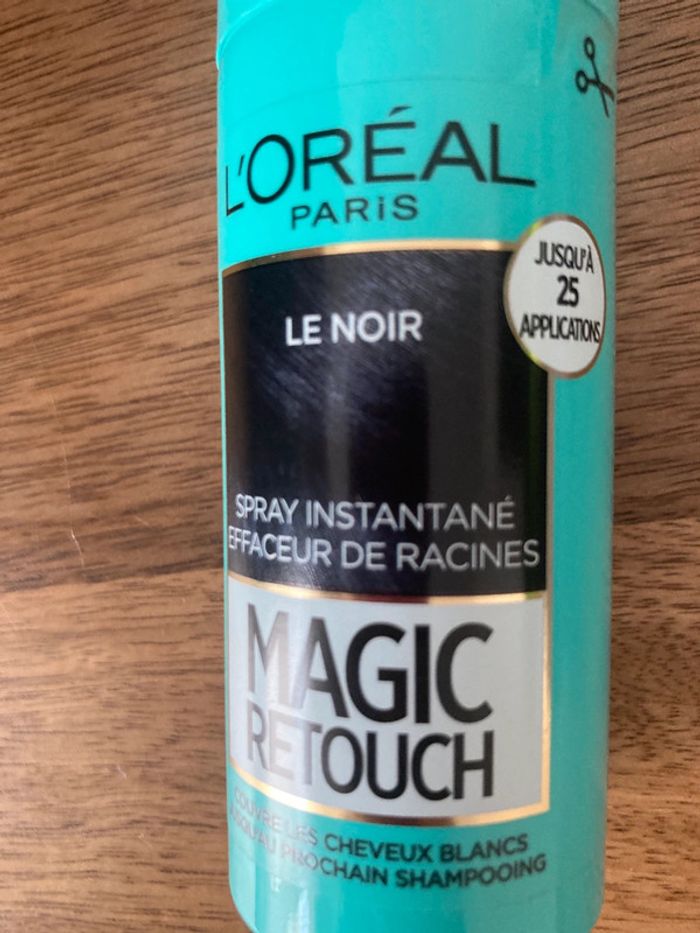 L'ORÉAL
PARiS
JUSQU'À
25
APPLICATIONS
LE NOIR
SPRAY INSTANTANÉ
EFFACEUR DE RACINES
MAGIC
RETOUCH
COUVRE LES CHEVEUX BLANCS
JUSQU'AU PROCHAIN SHAMPOOING